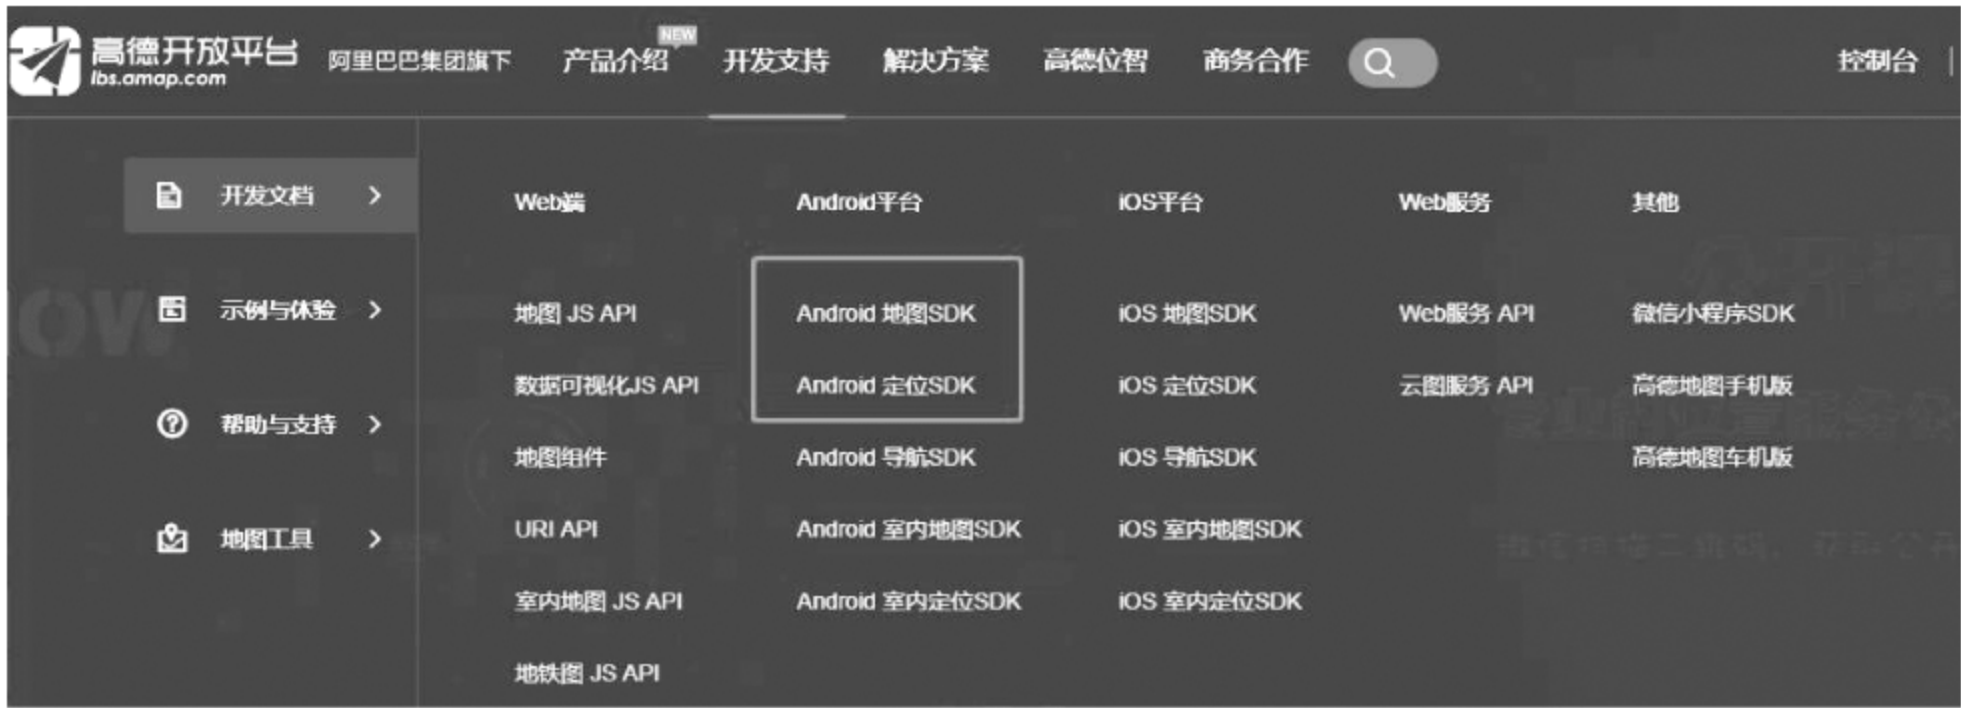 高德开放平台
lbs.amap.com
阿里巴巴集团旗下
产品介绍
NEW
开发支持
解决方案
高德位智
商务合作
控制台
开发文档
示例与体验
帮助与支持
地图工具
Web端
地图 JS API
数据可视化JS API
地图组件
URI API
室内地图 JS API
地铁图 JS API
Android平台
Android 地图SDK
Android 定位SDK
Android 导航SDK
Android 室内地图SDK
Android 室内定位SDK
iOS平台
iOS 地图SDK
iOS 定位SDK
iOS 导航SDK
iOS 室内地图SDK
iOS 室内定位SDK
Web服务
Web服务 API
云图服务 API
其他
微信小程序SDK
高德地图手机版
高德地图车机版